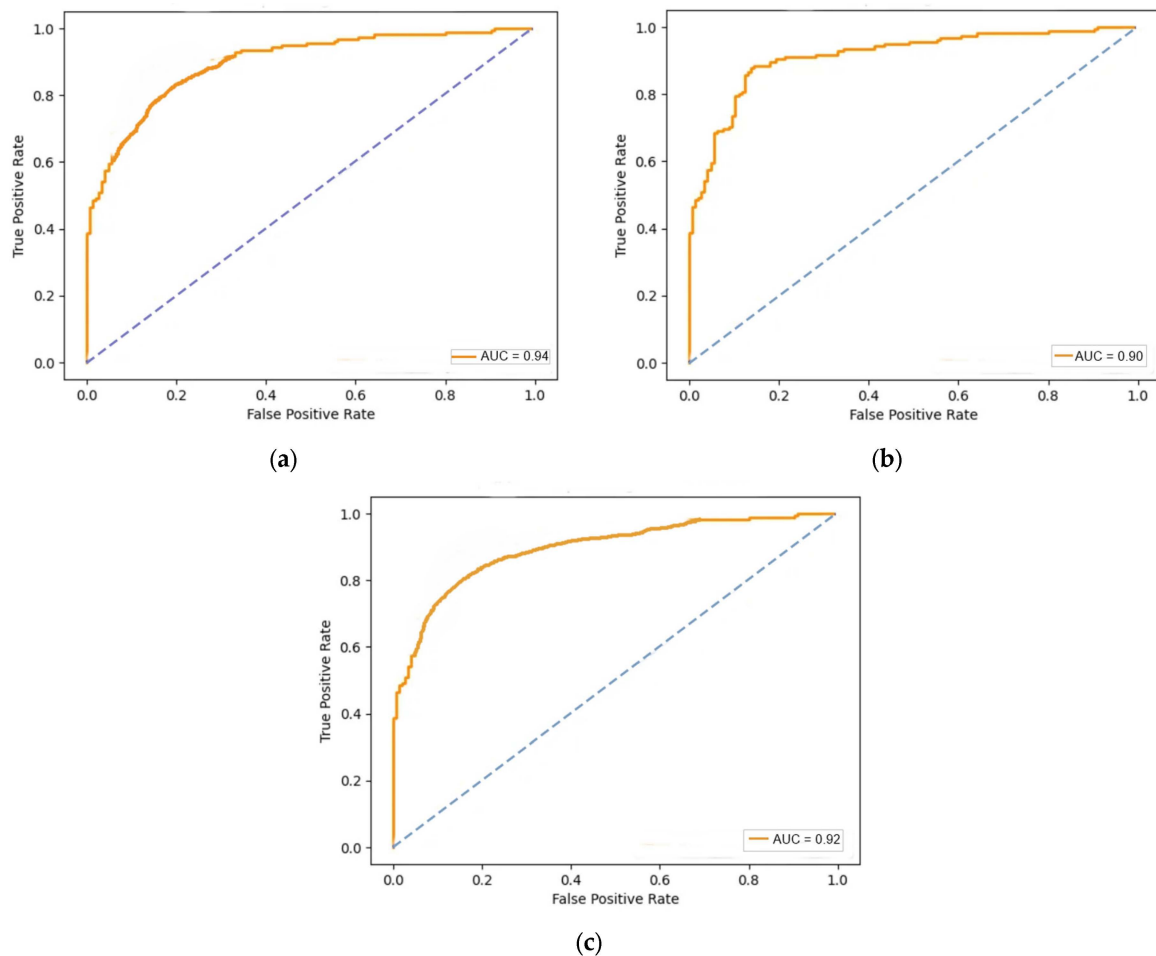 1.0
0.8
0.6
0.4
0.2
0.0
True Positive Rate
0.0 0.2 0.4 0.6 0.8 1.0
False Positive Rate
AUC = 0.94
(a)
1.0
0.8
0.6
0.4
0.2
0.0
True Positive Rate
0.0 0.2 0.4 0.6 0.8 1.0
False Positive Rate
AUC = 0.90
(b)
1.0
0.8
0.6
0.4
0.2
0.0
True Positive Rate
0.0 0.2 0.4 0.6 0.8 1.0
False Positive Rate
AUC = 0.92
(c)